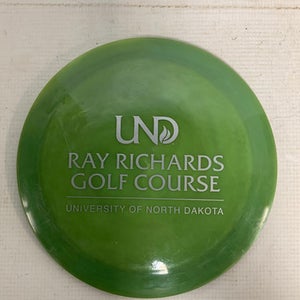 UND
RAY RICHARDS
GOLF COURSE
UNIVERSITY OF NORTH DAKOTA